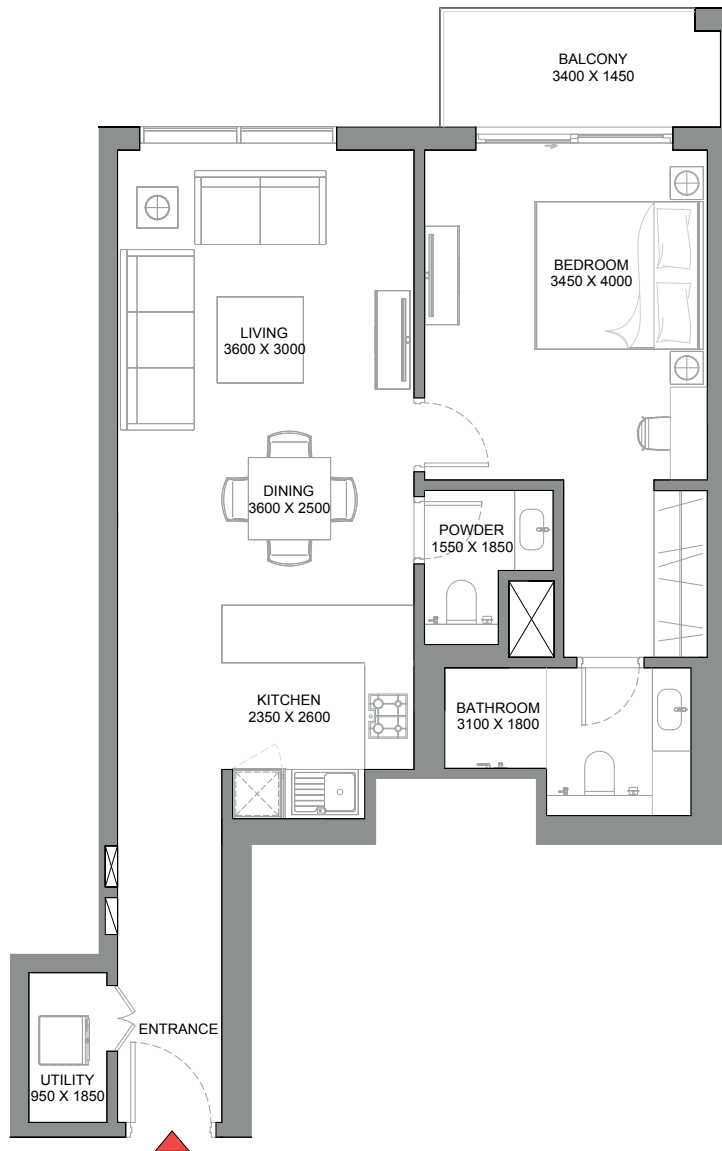 BALCONY
3400 X 1450
BEDROOM
3450 X 4000
LIVING
3600 X 3000
DINING
3600 X 2500
POWDER
1550 X 1850
KITCHEN
2350 X 2600
BATHROOM
3100 X 1800
ENTRANCE
UTILITY
950 X 1850